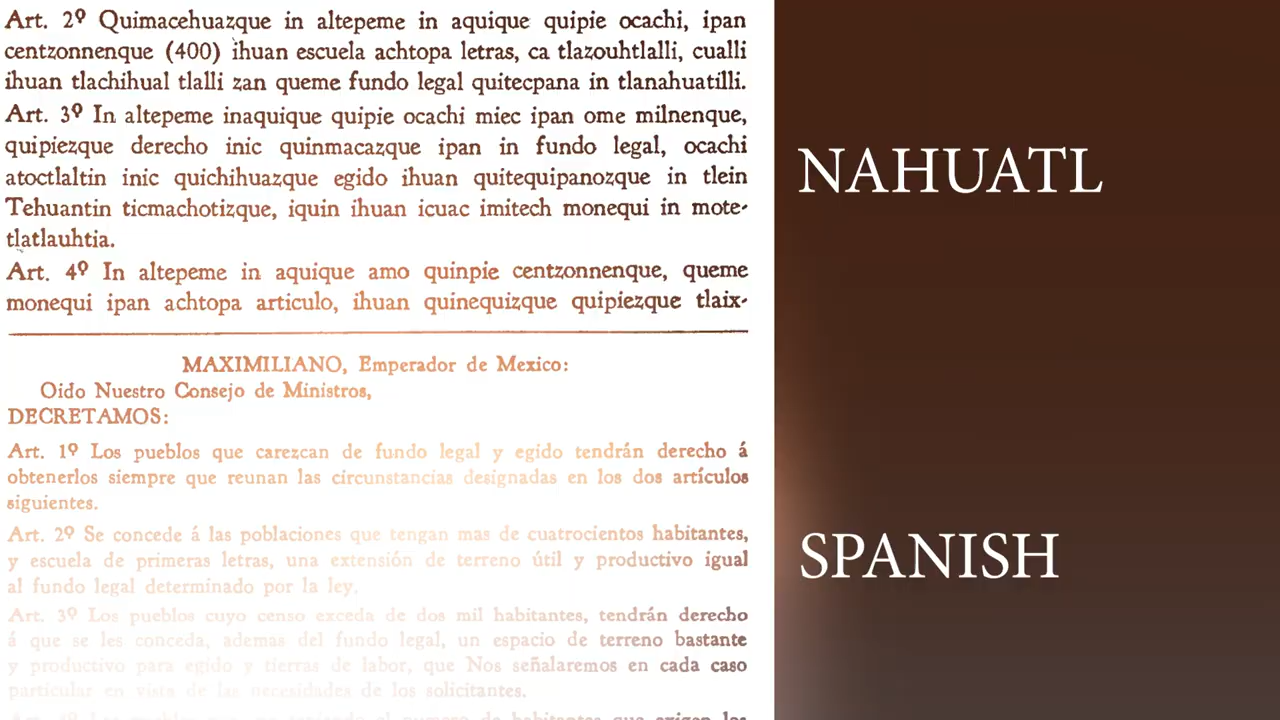 Art. 2º Quimacehuazque in altepeme in aquique quipie ocachi, ipan
centzonnenque (400) ihuan escuela achtopa letras, ca tlazouhtlalli, cualli
ihuan tlachihual tlalli zan queme fundo legal quitecpana in tlanahuatilli.
Art. 3º In altepeme inaquique quipie ocachi miec ipan ome milnenque,
quipiezque derecho inic quinmacazque ipan in fundo legal, ocachi
atoctlaltin inic quichihuazque egido ihuan quitequipanozque in tlein
Tehuantin ticmachotizque, iquin ihuan icuac imitech monequi in mote-
tlatlauhtia.
Art. 4º In altepeme in aquique amo quinpie centzonnenque, queme
monequi ipan achtopa articulo, ihuan quinequizque quipiezque tlaix-
NAHUATL
MAXIMILIANO, Emperador de Mexico:
Oido Nuestro Consejo de Ministros,
DECRETAMOS:
Art. 1º Los pueblos que carezcan de fundo legal y egido tendrán derecho á
obtenerlos siempre que reunan las circunstancias designadas en los dos artículos
siguientes.
Art. 2º Se concede á las poblaciones que tengan mas de cuatrocientos habitantes,
y escuela de primeras letras, una extensión de terreno útil y productivo igual
al fundo legal determinado por la ley.
Art. 3º Los pueblos cuyo censo exceda de dos mil habitantes, tendrán derecho
á que se les conceda, ademas del fundo legal, un espacio de terreno bastante
y productivo para egido y tierras de labor, que Nos señalaremos en cada caso
particular en vista de las necesidades de los solicitantes.
SPANISH